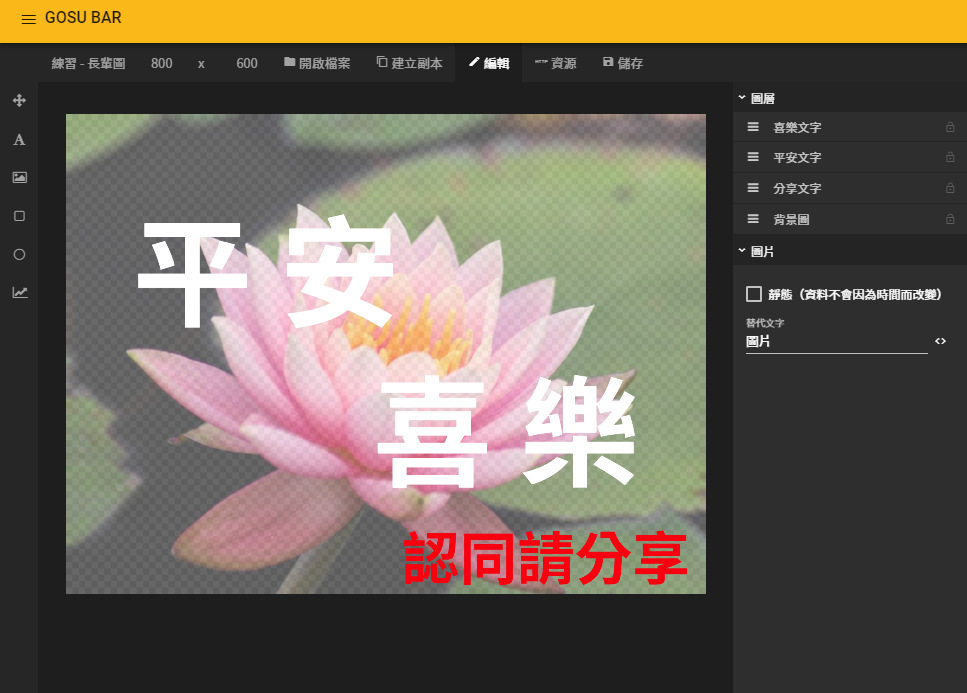 GOSU BAR
練習 - 長輩圖 800 x 600 開啟檔案 建立副本 編輯 HTTP 資源 儲存
圖層
喜樂文字
平安文字
分享文字
背景圖
圖片
靜態（資料不會因為時間而改變）
替代文字
圖片
A
平安
喜樂
認同請分享